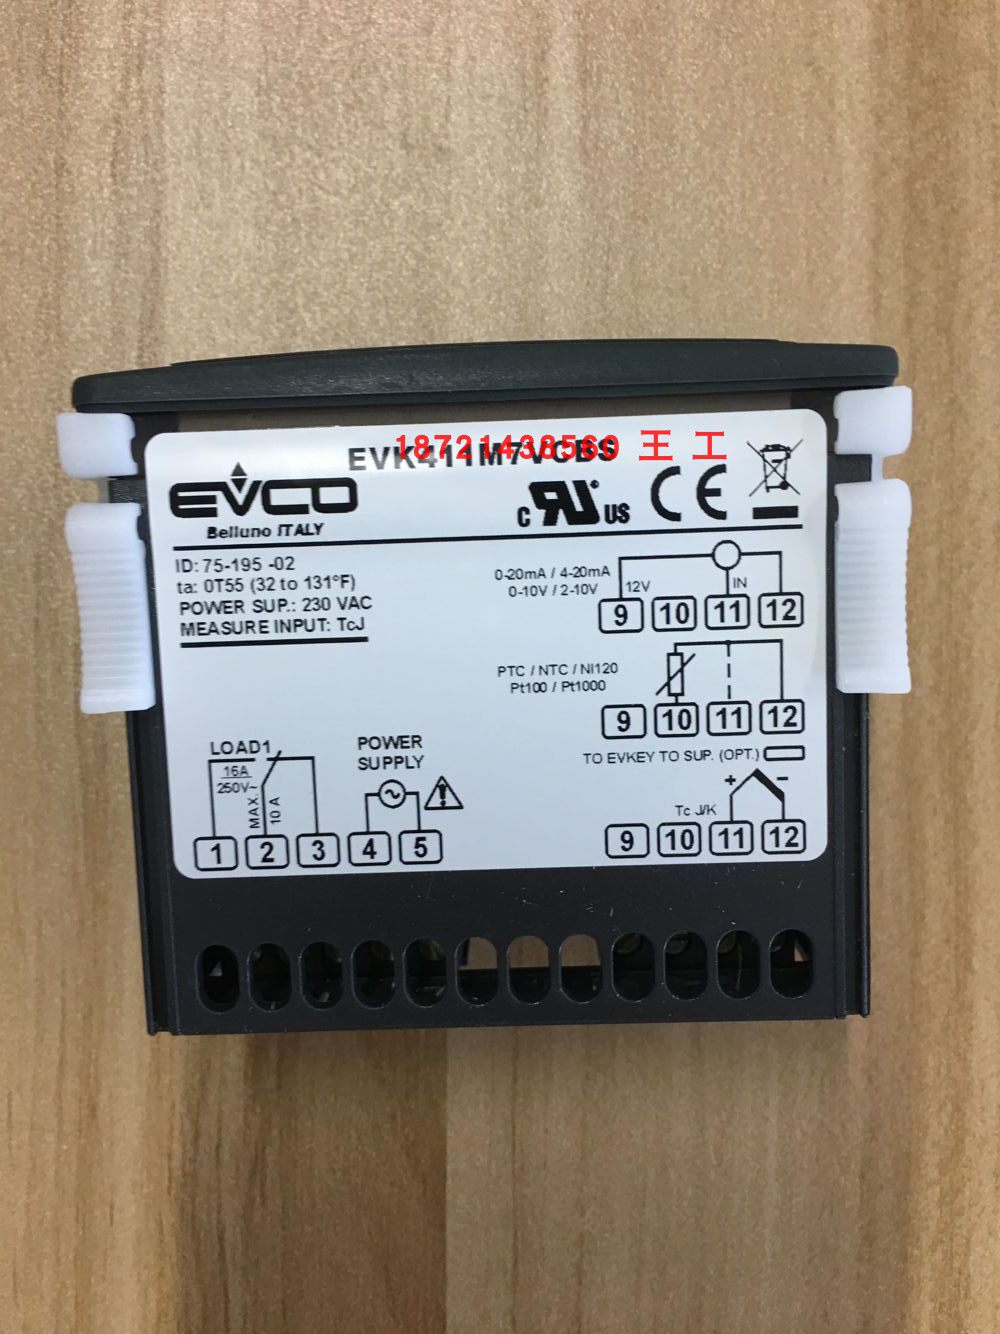 EVK411M7VGBS
18721438569 王 工
EVCO
Belluno ITALY
C RU US CE
ID: 75-195 -02
ta: 0T55 (32 to 131°F)
POWER SUP.: 230 VAC
MEASURE INPUT: TcJ
0-20mA / 4-20mA
0-10V / 2-10V
12V IN
9 10 11 12
PTC / NTC / NI120
Pt100 / Pt1000
9 10 11 12
TO EVKEY TO SUP. (OPT.)
+ -
Tc J/K
9 10 11 12
LOAD1
16A
250V~
MAX.
10 A
POWER
SUPPLY
1 2 3 4 5